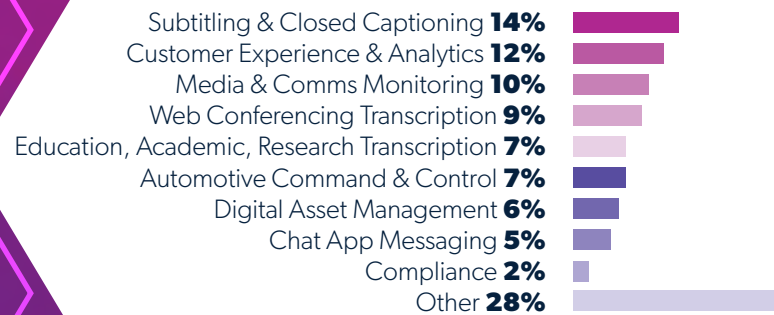 Subtitling & Closed Captioning 14%
Customer Experience & Analytics 12%
Media & Comms Monitoring 10%
Web Conferencing Transcription 9%
Education, Academic, Research Transcription 7%
Automotive Command & Control 7%
Digital Asset Management 6%
Chat App Messaging 5%
Compliance 2%
Other 28%